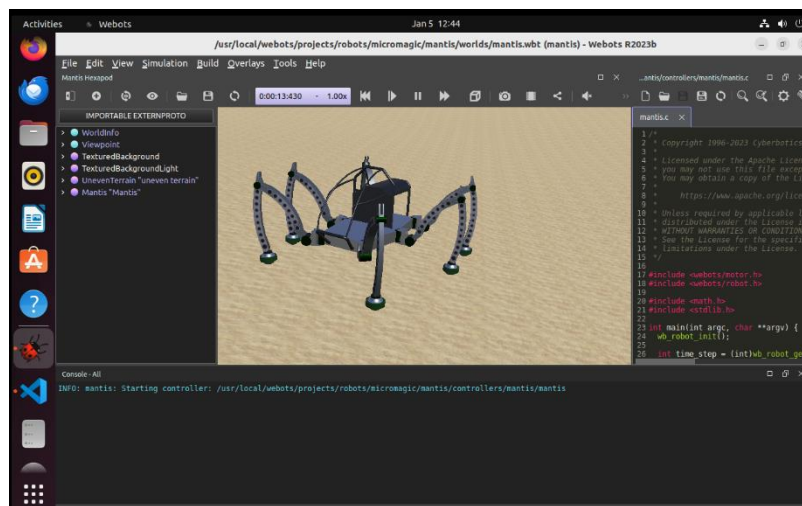 Activities
Webots
Jan 5 12:44
/usr/local/webots/projects/robots/micromagic/mantis/worlds/mantis.wbt (mantis) - Webots R2023b
File Edit View Simulation Build Overlays Tools Help
Mantis Hexapod
0:00:13:430 - 1.00x
IMPORTABLE EXTERNPROTO
WorldInfo
Viewpoint
TexturedBackground
TexturedBackgroundLight
UnevenTerrain "uneven terrain"
Mantis "Mantis"
...antis/controllers/mantis/mantis.c
mantis.c
1 /*
2 * Copyright 1996-2023 Cyberbotics
3 *
4 * Licensed under the Apache Licen
5 * you may not use this file excep
6 * You may obtain a copy of the Li
7 *
8 * https://www.apache.org/lice
9 *
10 * Unless required by applicable l
11 * distributed under the License i
12 * WITHOUT WARRANTIES OR CONDITION
13 * See the License for the specifi
14 * limitations under the License.
15 */
16
17 #include <webots/motor.h>
18 #include <webots/robot.h>
19
20 #include <math.h>
21 #include <stdlib.h>
22
23 int main(int argc, char **argv) {
24 wb_robot_init();
25
26 int time_step = (int)wb_robot_ge
Console - All
INFO: mantis: Starting controller: /usr/local/webots/projects/robots/micromagic/mantis/controllers/mantis/mantis